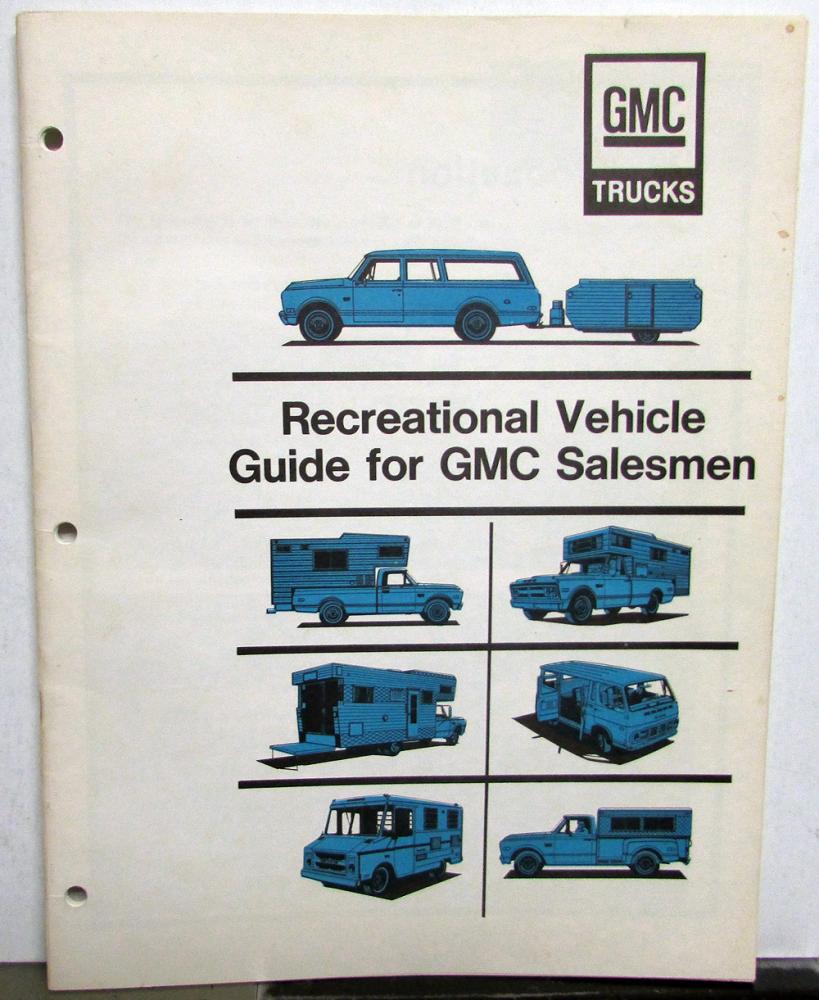 GMC
TRUCKS
Recreational Vehicle
Guide for GMC Salesmen